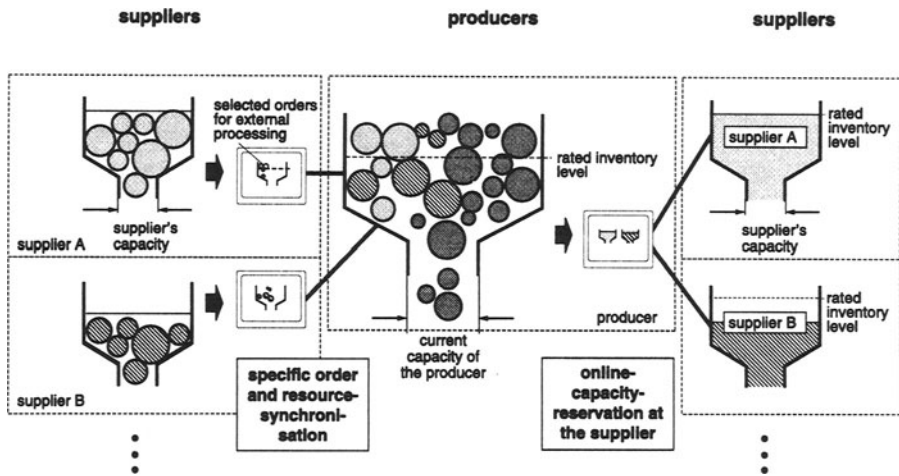 suppliers
producers
suppliers
selected orders
for external
processing
supplier's
capacity
supplier A
supplier B
specific order
and resource-
synchroni-
sation
rated inventory
level
current
capacity of
the producer
producer
online-
capacity-
reservation at
the supplier
supplier A
rated
inventory
level
supplier's
capacity
supplier B
rated
inventory
level